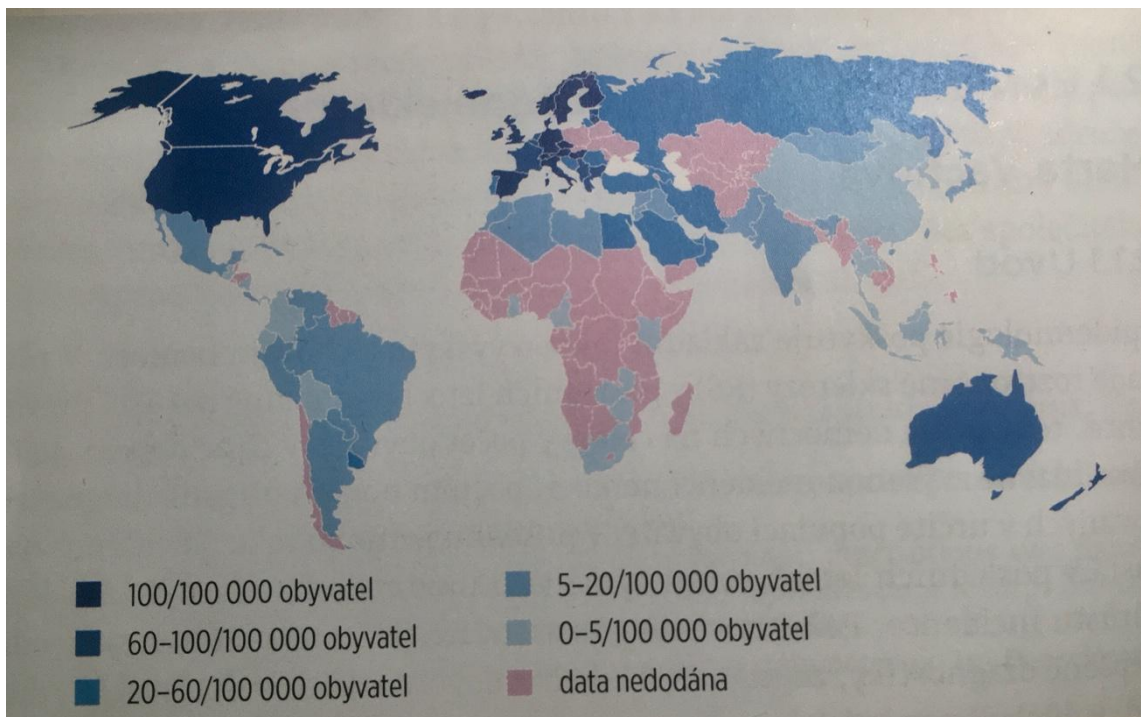 100/100 000 obyvatel
60–100/100 000 obyvatel
20–60/100 000 obyvatel
5–20/100 000 obyvatel
0–5/100 000 obyvatel
data nedodána